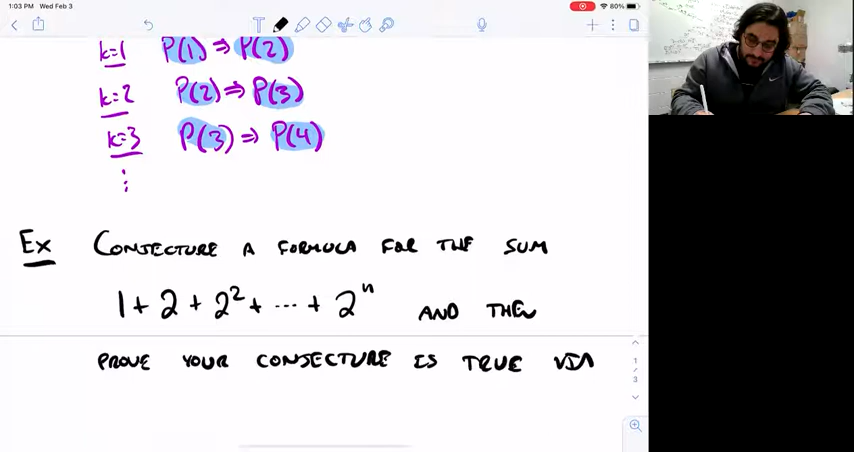 1:03 PM Wed Feb 3
80%
T
k=1 P(1) ⇒ P(2)
k=2 P(2) ⇒ P(3)
k=3 P(3) ⇒ P(4)
⋮
Ex CONJECTURE A FORMULA FOR THE SUM
1 + 2 + 2² + ⋯ + 2ⁿ AND THEN
PROVE YOUR CONJECTURE IS TRUE VIA
1
/
3